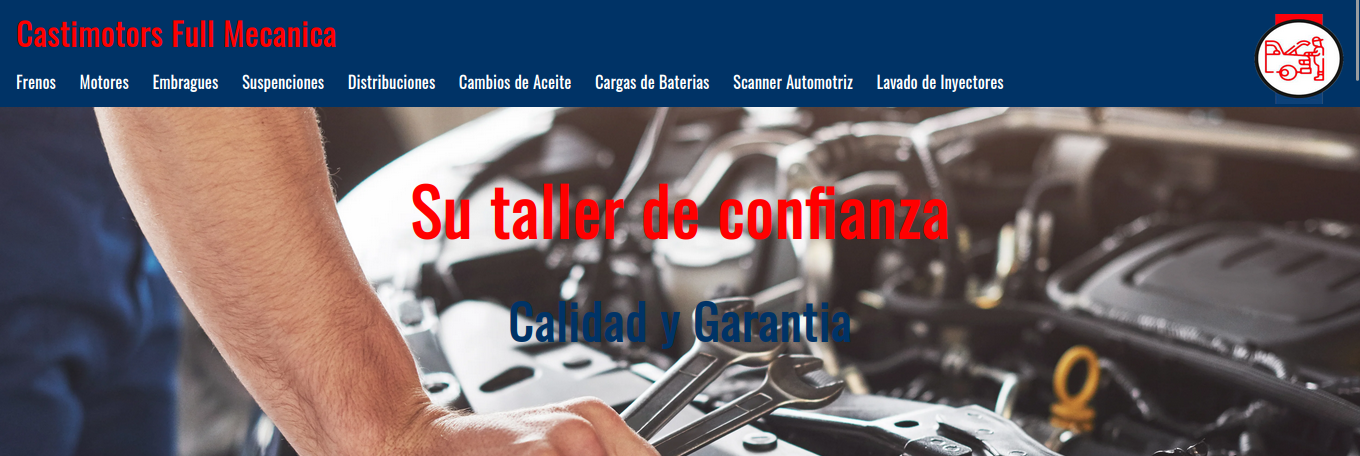 Castimotors Full Mecanica
Frenos Motores Embragues Suspenciones Distribuciones Cambios de Aceite Cargas de Baterias Scanner Automotriz Lavado de Inyectores
Su taller de confianza
Calidad y Garantia